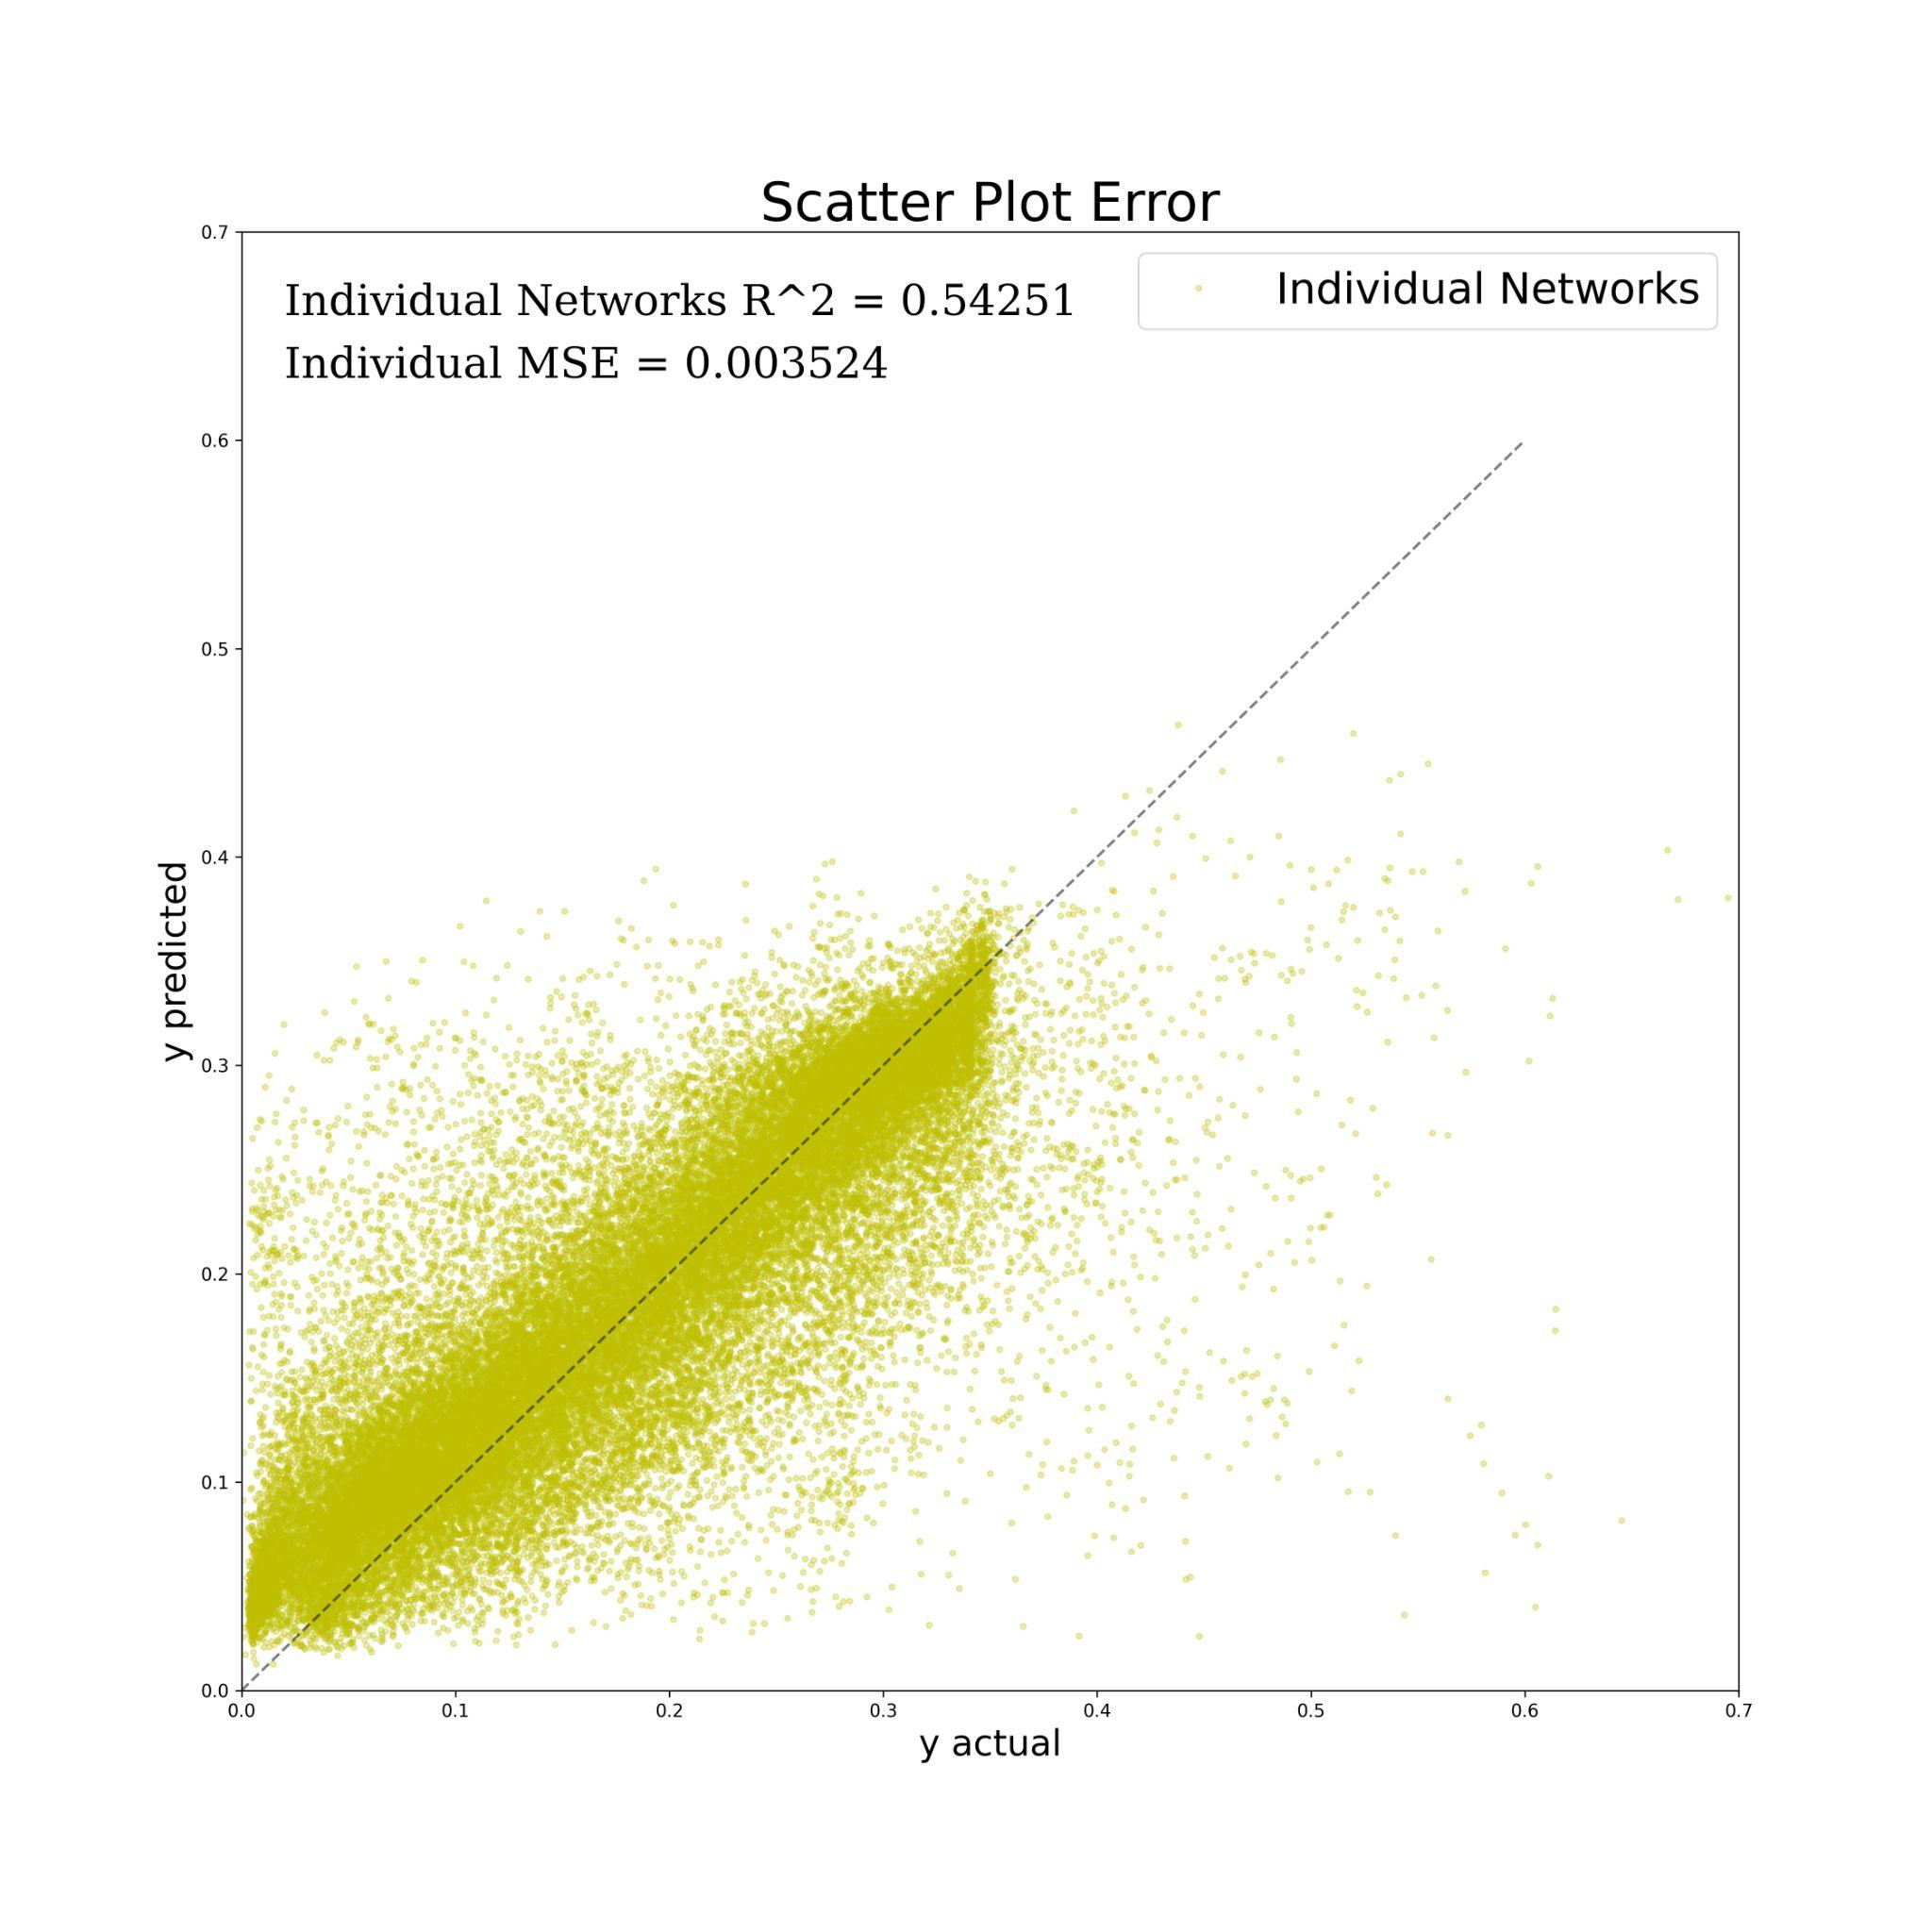 Scatter Plot Error
Individual Networks R^2 = 0.54251
Individual MSE = 0.003524
Individual Networks
y predicted
0.7
0.6
0.5
0.4
0.3
0.2
0.1
0.0
0.0 0.1 0.2 0.3 0.4 0.5 0.6 0.7
y actual